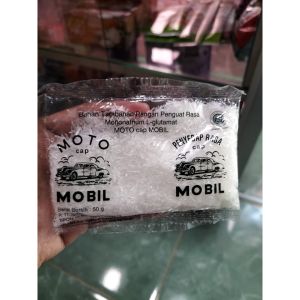 Bahan Tambahan Pangan Penguat Rasa
Mononatrium L-glutamat
MOTO cap MOBIL
MOTO
cap
MOBIL
PENYEDAP RASA
cap
MOBIL
Berat Bersih : 50 g